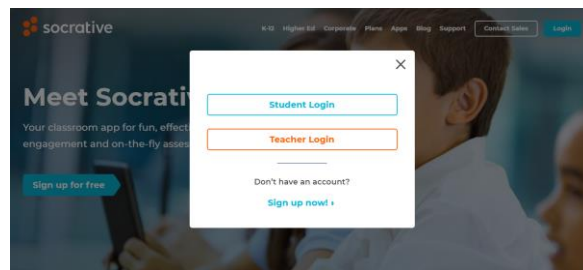 socrative
K-12 Higher Ed Corporate Plans Apps Blog Support Contact Sales Login
Student Login
Meet Socrati
Teacher Login
Your classroom app for fun, effect
engagement and on-the-fly asses
Don't have an account?
Sign up for free
Sign up now! ›